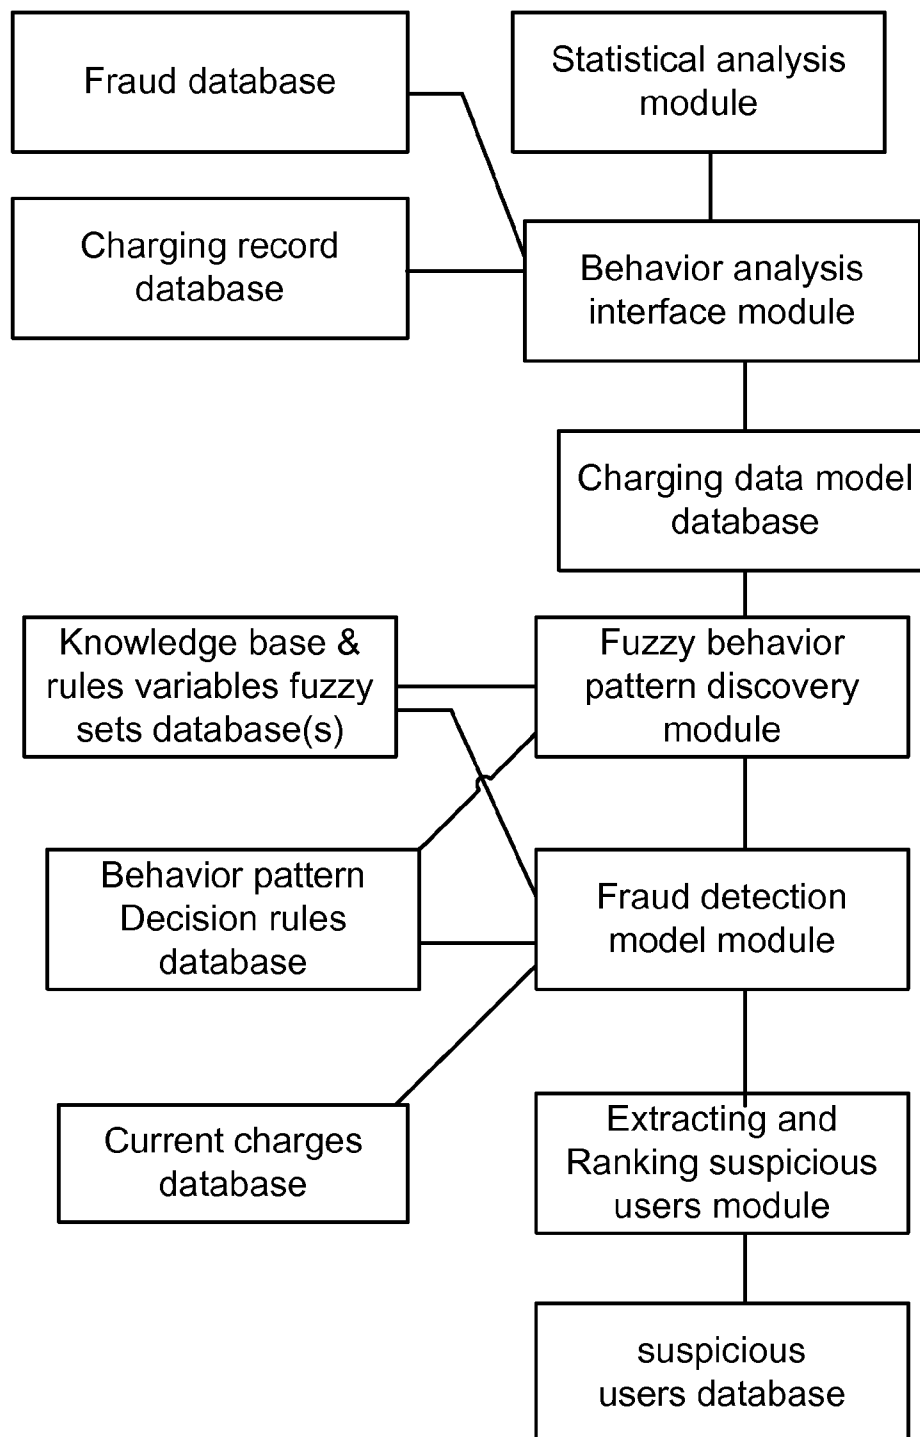 Fraud database
Statistical analysis
module
Charging record
database
Behavior analysis
interface module
Charging data model
database
Knowledge base &
rules variables fuzzy
sets database(s)
Fuzzy behavior
pattern discovery
module
Behavior pattern
Decision rules
database
Fraud detection
model module
Current charges
database
Extracting and
Ranking suspicious
users module
suspicious
users database